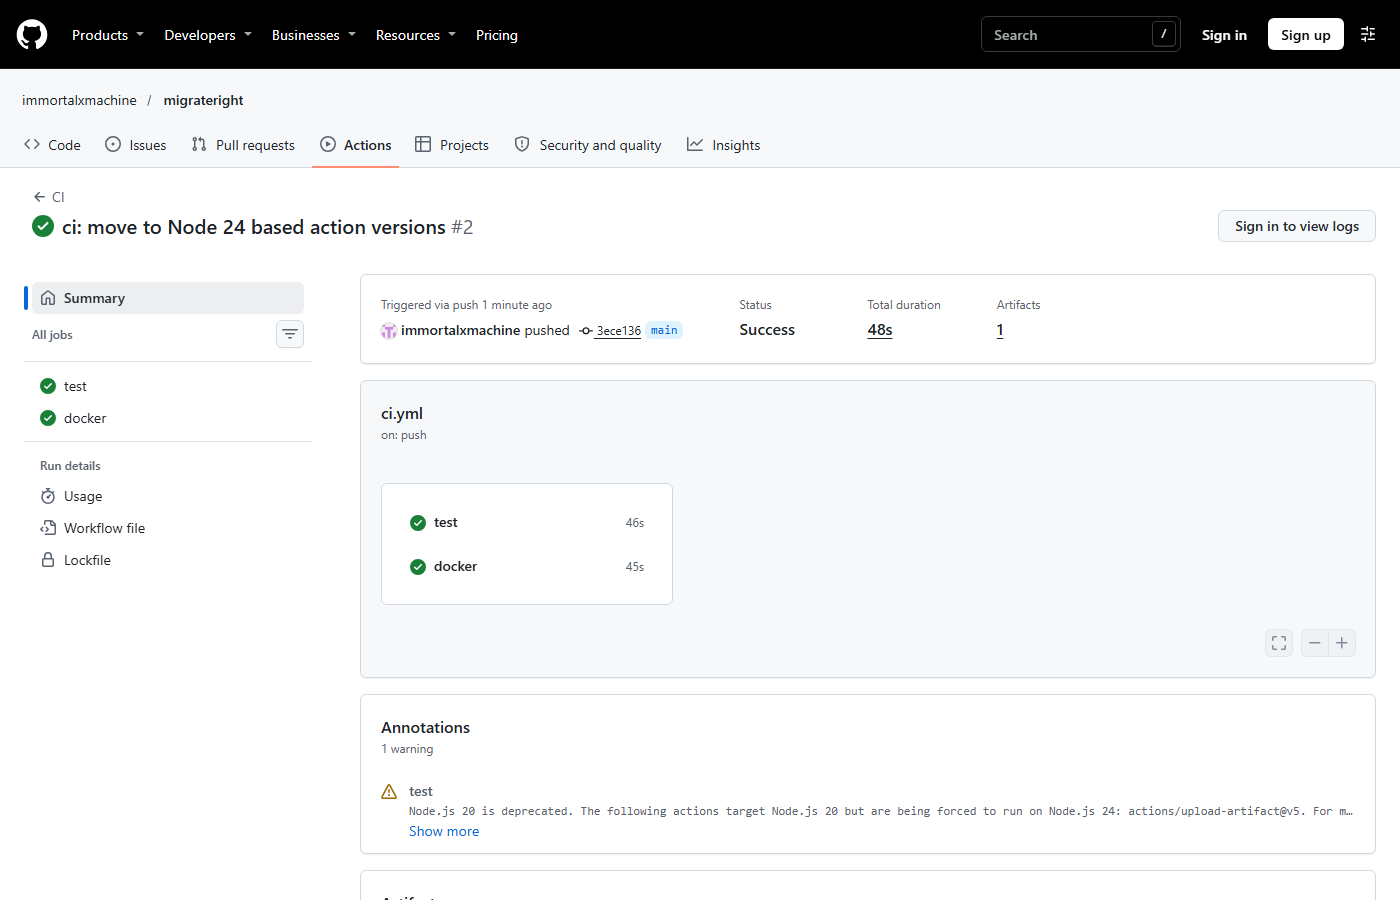 Products Developers Businesses Resources Pricing Search / Sign in Sign up
immortalxmachine / migrateright
Code Issues Pull requests Actions Projects Security and quality Insights
CI
ci: move to Node 24 based action versions #2
Sign in to view logs
Summary
All jobs
test
docker
Run details
Usage
Workflow file
Lockfile
Triggered via push 1 minute ago
immortalxmachine pushed 3ece136 main
Status
Success
Total duration
48s
Artifacts
1
ci.yml
on: push
test 46s
docker 45s
Annotations
1 warning
test
Node.js 20 is deprecated. The following actions target Node.js 20 but are being forced to run on Node.js 24: actions/upload-artifact@v5. For m…
Show more